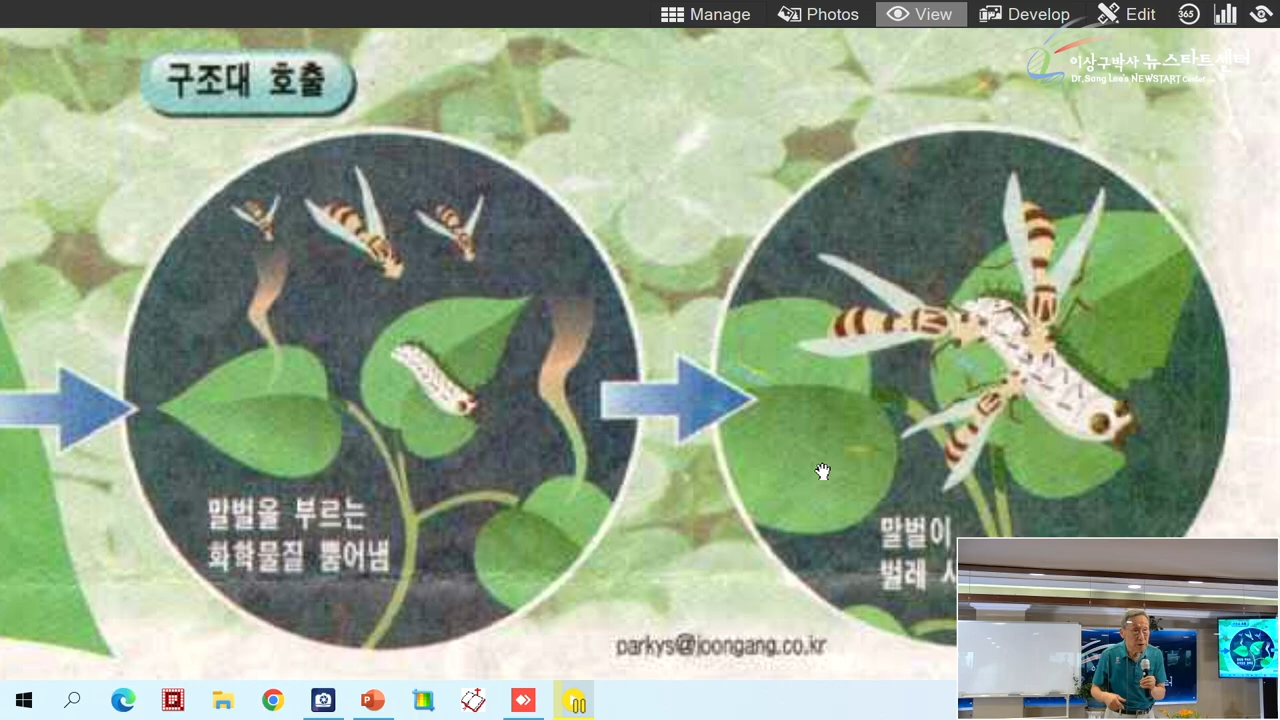 Manage Photos View Develop Edit 365
이상구박사 뉴스타트 센터
Dr.Sang Lee's NEWSTART Center
구조대 호출
말벌을 부르는
화학물질 뿜어냄
말벌이
벌레
parkys@joongang.co.kr